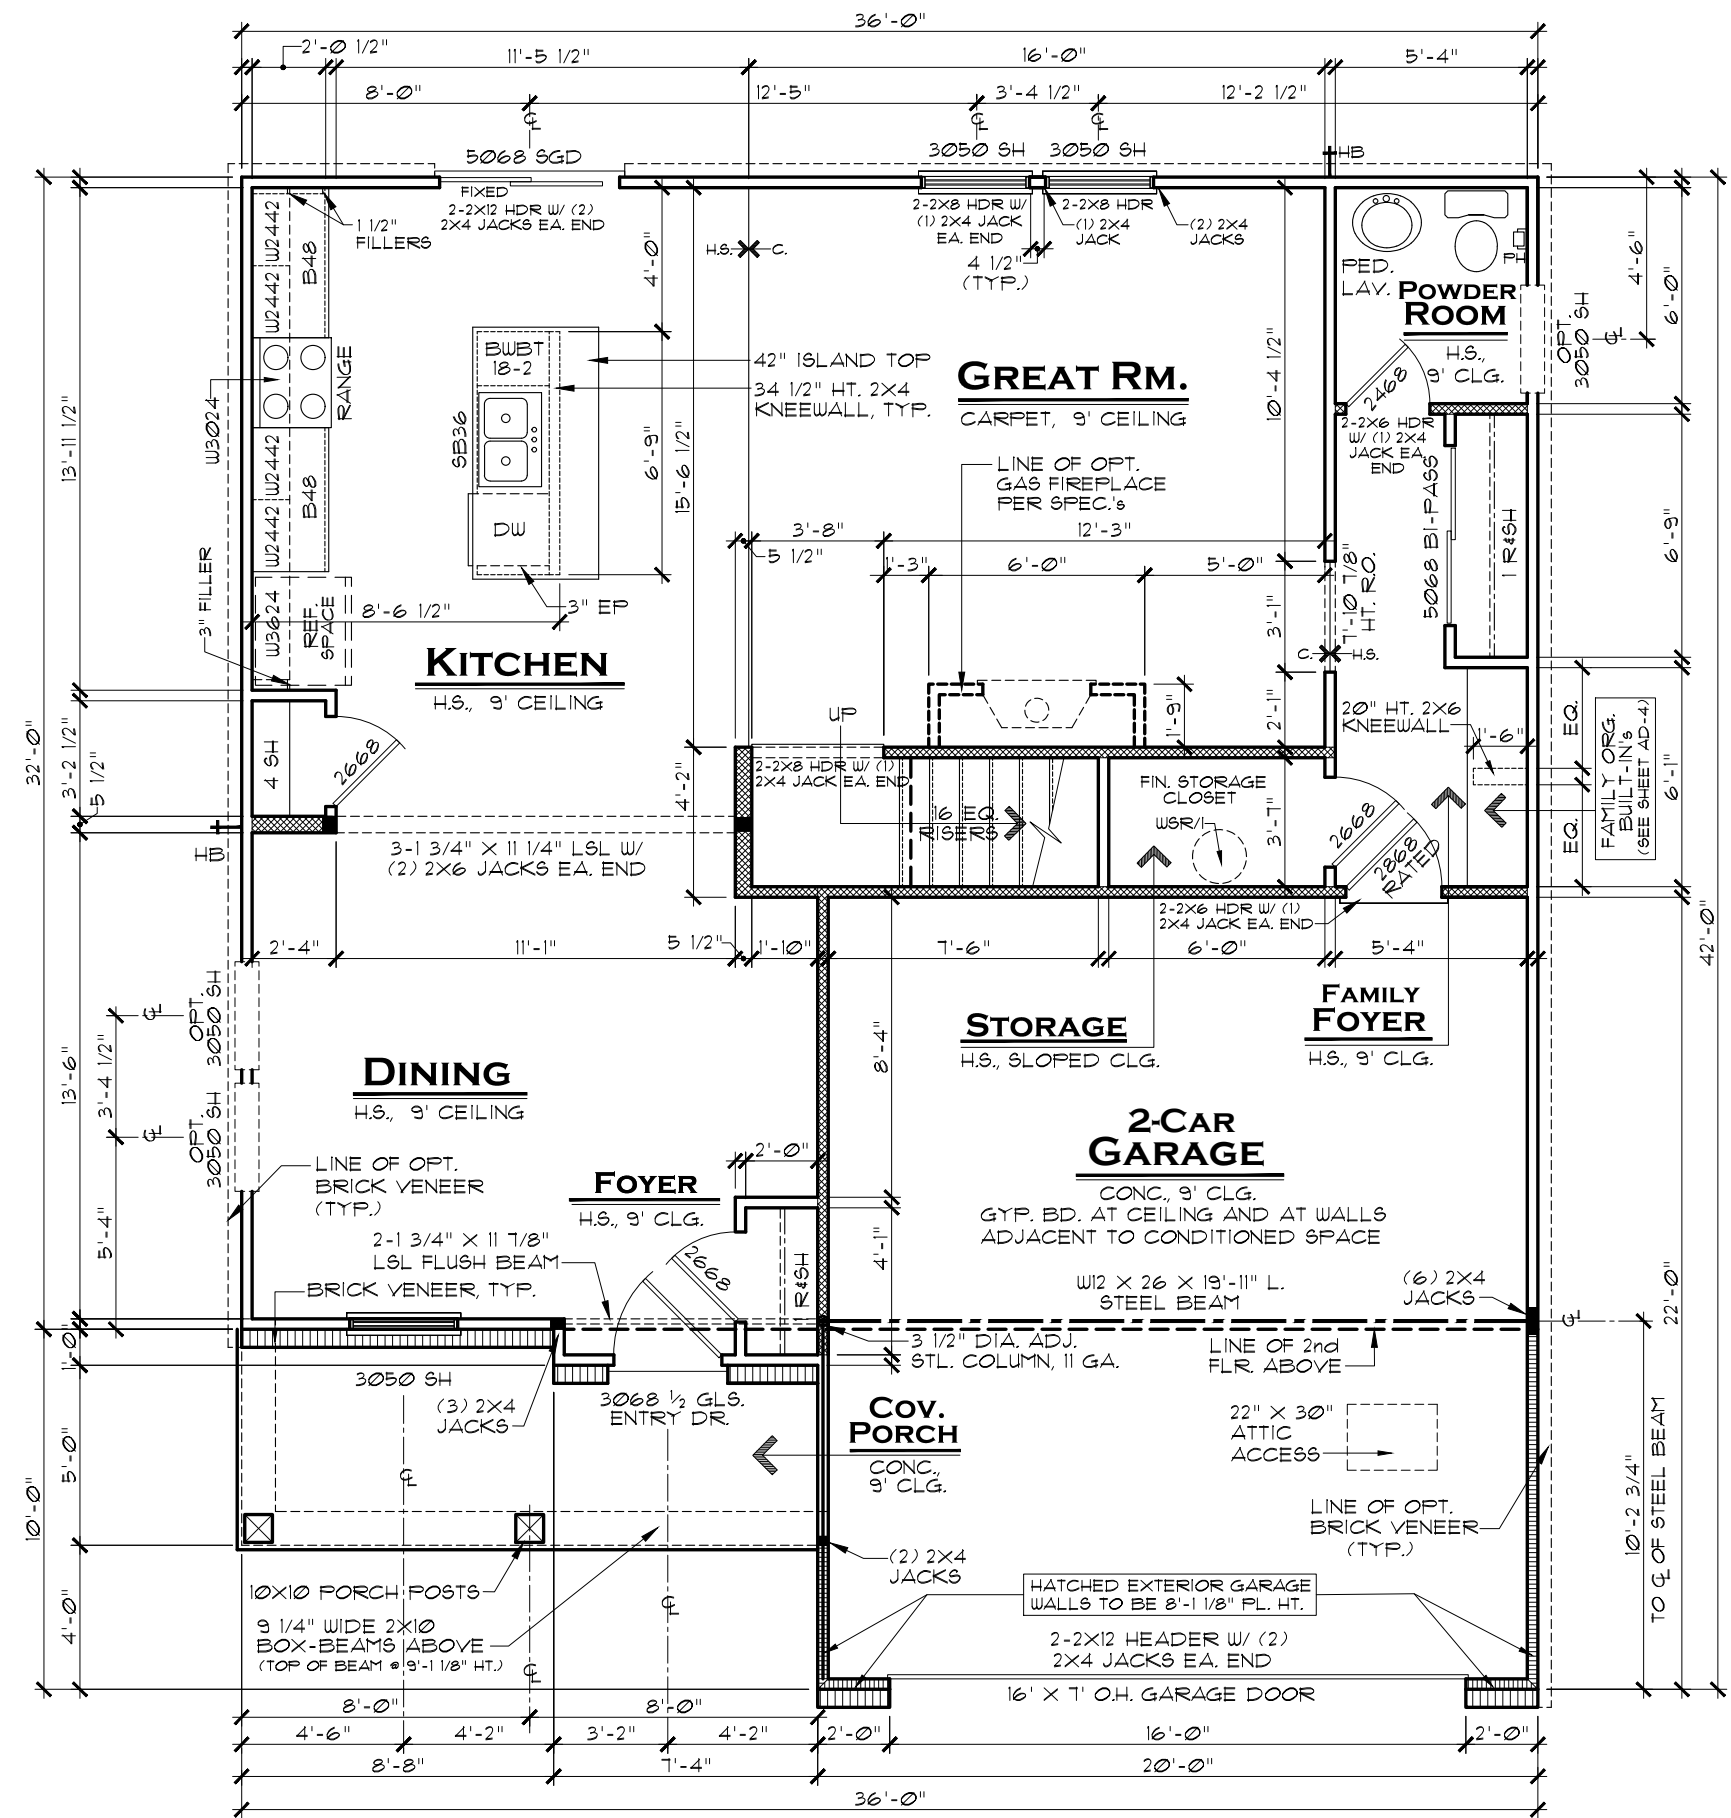 36'-0"
2'-0 1/2"
11'-5 1/2"
16'-0"
5'-4"
8'-0"
12'-5"
3'-4 1/2"
12'-2 1/2"
℄
℄
℄
5068 SGD
3050 SH
3050 SH
HB
FIXED
2-2X12 HDR W/ (2)
2X4 JACKS EA. END
1 1/2"
FILLERS
2-2X8 HDR W/
(1) 2X4 JACK
EA. END
2-2X8 HDR
(1) 2X4
JACK
(2) 2X4
JACKS
4 1/2"
(TYP.)
H.S.
C.
W2442
W2442
B48
PED.
LAV.
PH
POWDER
ROOM
H.S.,
9' CLG.
OPT.
3050 SH
℄
4'-6"
6'-0"
4'-0"
RANGE
W3024
BWBT
18-2
SB36
DW
42" ISLAND TOP
34 1/2" HT. 2X4
KNEEWALL, TYP.
GREAT RM.
CARPET, 9' CEILING
10'-4 1/2"
2468
2-2X6 HDR
W/ (1) 2X4
JACK EA.
END
13'-11 1/2"
W2442
W2442
B48
6'-9"
15'-6 1/2"
LINE OF OPT.
GAS FIREPLACE
PER SPEC.'s
5068 BI-PASS
1 R&SH
6'-9"
3'-8"
12'-3"
5 1/2"
1'-3"
6'-0"
5'-0"
3'-1"
7'-10 7/8"
HT. R.O.
3" FILLER
W3624
REF.
SPACE
8'-6 1/2"
3" EP
KITCHEN
H.S., 9' CEILING
C.
H.S.
1'-9"
2'-1"
UP
20" HT. 2X6
KNEEWALL
1'-6"
EQ.
EQ.
FAMILY ORG.
BUILT-IN's
(SEE SHEET AD-4)
6'-1"
32'-0"
3'-2 1/2"
5 1/2"
4 SH
2668
HB
3-1 3/4" X 11 1/4" LSL W/
(2) 2X6 JACKS EA. END
4'-2"
2-2X8 HDR W/ (1)
2X4 JACK EA. END
16 EQ.
RISERS
FIN. STORAGE
CLOSET
WSR/1
3'-7"
2668
2868
RATED
2-2X6 HDR W/ (1)
2X4 JACK EA. END
42'-0"
2'-4"
11'-1"
5 1/2"
1'-10"
7'-6"
6'-0"
5'-4"
℄
OPT.
3050 SH
3'-4 1/2"
13'-6"
℄
OPT.
3050 SH
5'-4"
STORAGE
H.S., SLOPED CLG.
FAMILY
FOYER
H.S., 9' CLG.
8'-4"
DINING
H.S., 9' CEILING
2-CAR
GARAGE
CONC., 9' CLG.
GYP. BD. AT CEILING AND AT WALLS
ADJACENT TO CONDITIONED SPACE
LINE OF OPT.
BRICK VENEER
(TYP.)
2'-0"
FOYER
H.S., 9' CLG.
2-1 3/4" X 11 7/8"
LSL FLUSH BEAM
BRICK VENEER, TYP.
2668
R&SH
4'-1"
W12 X 26 X 19'-11" L.
STEEL BEAM
(6) 2X4
JACKS
℄
22'-0"
3 1/2" DIA. ADJ.
STL. COLUMN, 11 GA.
LINE OF 2nd
FLR. ABOVE
1'-0"
3050 SH
(3) 2X4
JACKS
3068 ½ GLS.
ENTRY DR.
COV.
PORCH
CONC.,
9' CLG.
22" X 30"
ATTIC
ACCESS
℄
5'-0"
10'-0"
LINE OF OPT.
BRICK VENEER
(TYP.)
10'-2 3/4"
TO ℄ OF STEEL BEAM
(2) 2X4
JACKS
10X10 PORCH POSTS
℄
9 1/4" WIDE 2X10
BOX-BEAMS ABOVE
(TOP OF BEAM @ 9'-1 1/8" HT.)
℄
4'-0"
HATCHED EXTERIOR GARAGE
WALLS TO BE 8'-1 1/8" PL. HT.
2-2X12 HEADER W/ (2)
2X4 JACKS EA. END
16' X 7' O.H. GARAGE DOOR
8'-0"
8'-0"
4'-6"
4'-2"
3'-2"
4'-2"
2'-0"
16'-0"
2'-0"
8'-8"
7'-4"
20'-0"
36'-0"